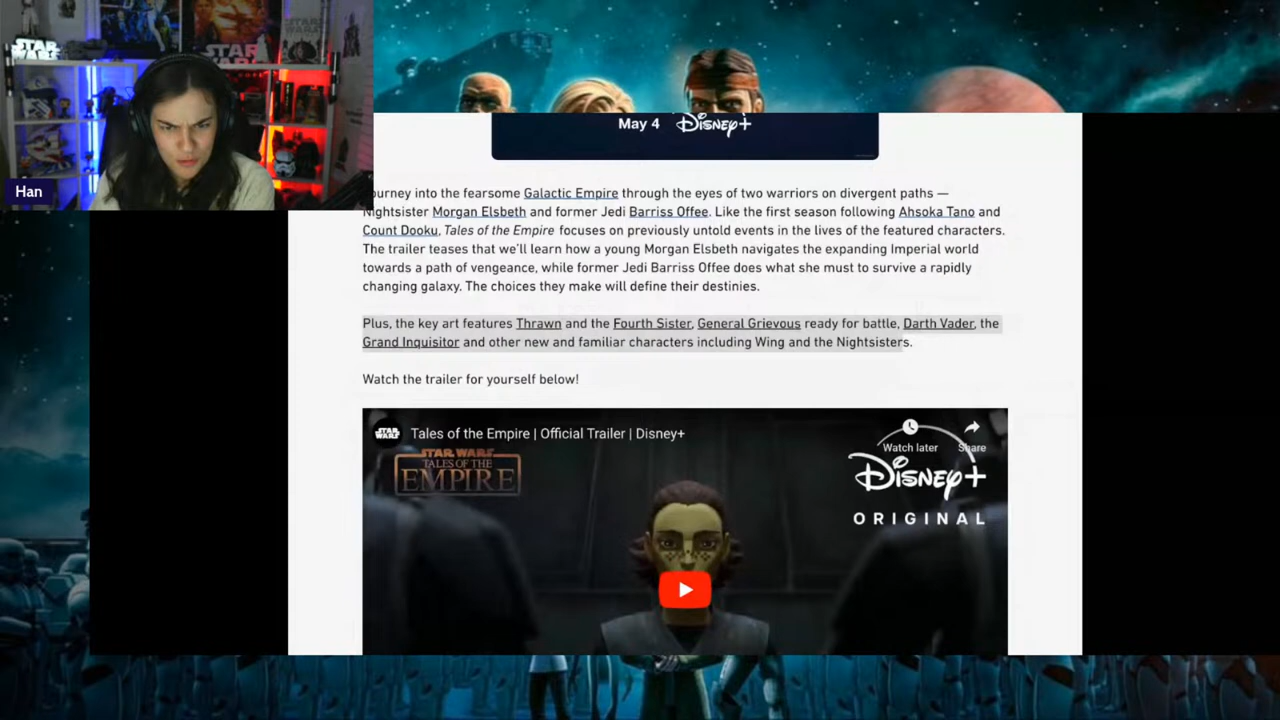 STAR
WARS
STAR
WARS
Han
May 4 Disney+
ourney into the fearsome Galactic Empire through the eyes of two warriors on divergent paths —
Nightsister Morgan Elsbeth and former Jedi Barriss Offee. Like the first season following Ahsoka Tano and
Count Dooku, Tales of the Empire focuses on previously untold events in the lives of the featured characters.
The trailer teases that we’ll learn how a young Morgan Elsbeth navigates the expanding Imperial world
towards a path of vengeance, while former Jedi Barriss Offee does what she must to survive a rapidly
changing galaxy. The choices they make will define their destinies.
Plus, the key art features Thrawn and the Fourth Sister, General Grievous ready for battle, Darth Vader, the
Grand Inquisitor and other new and familiar characters including Wing and the Nightsisters.
Watch the trailer for yourself below!
STAR WARS
Tales of the Empire | Official Trailer | Disney+
Watch later
Share
STAR WARS
TALES OF THE
EMPIRE
Disney+
ORIGINAL